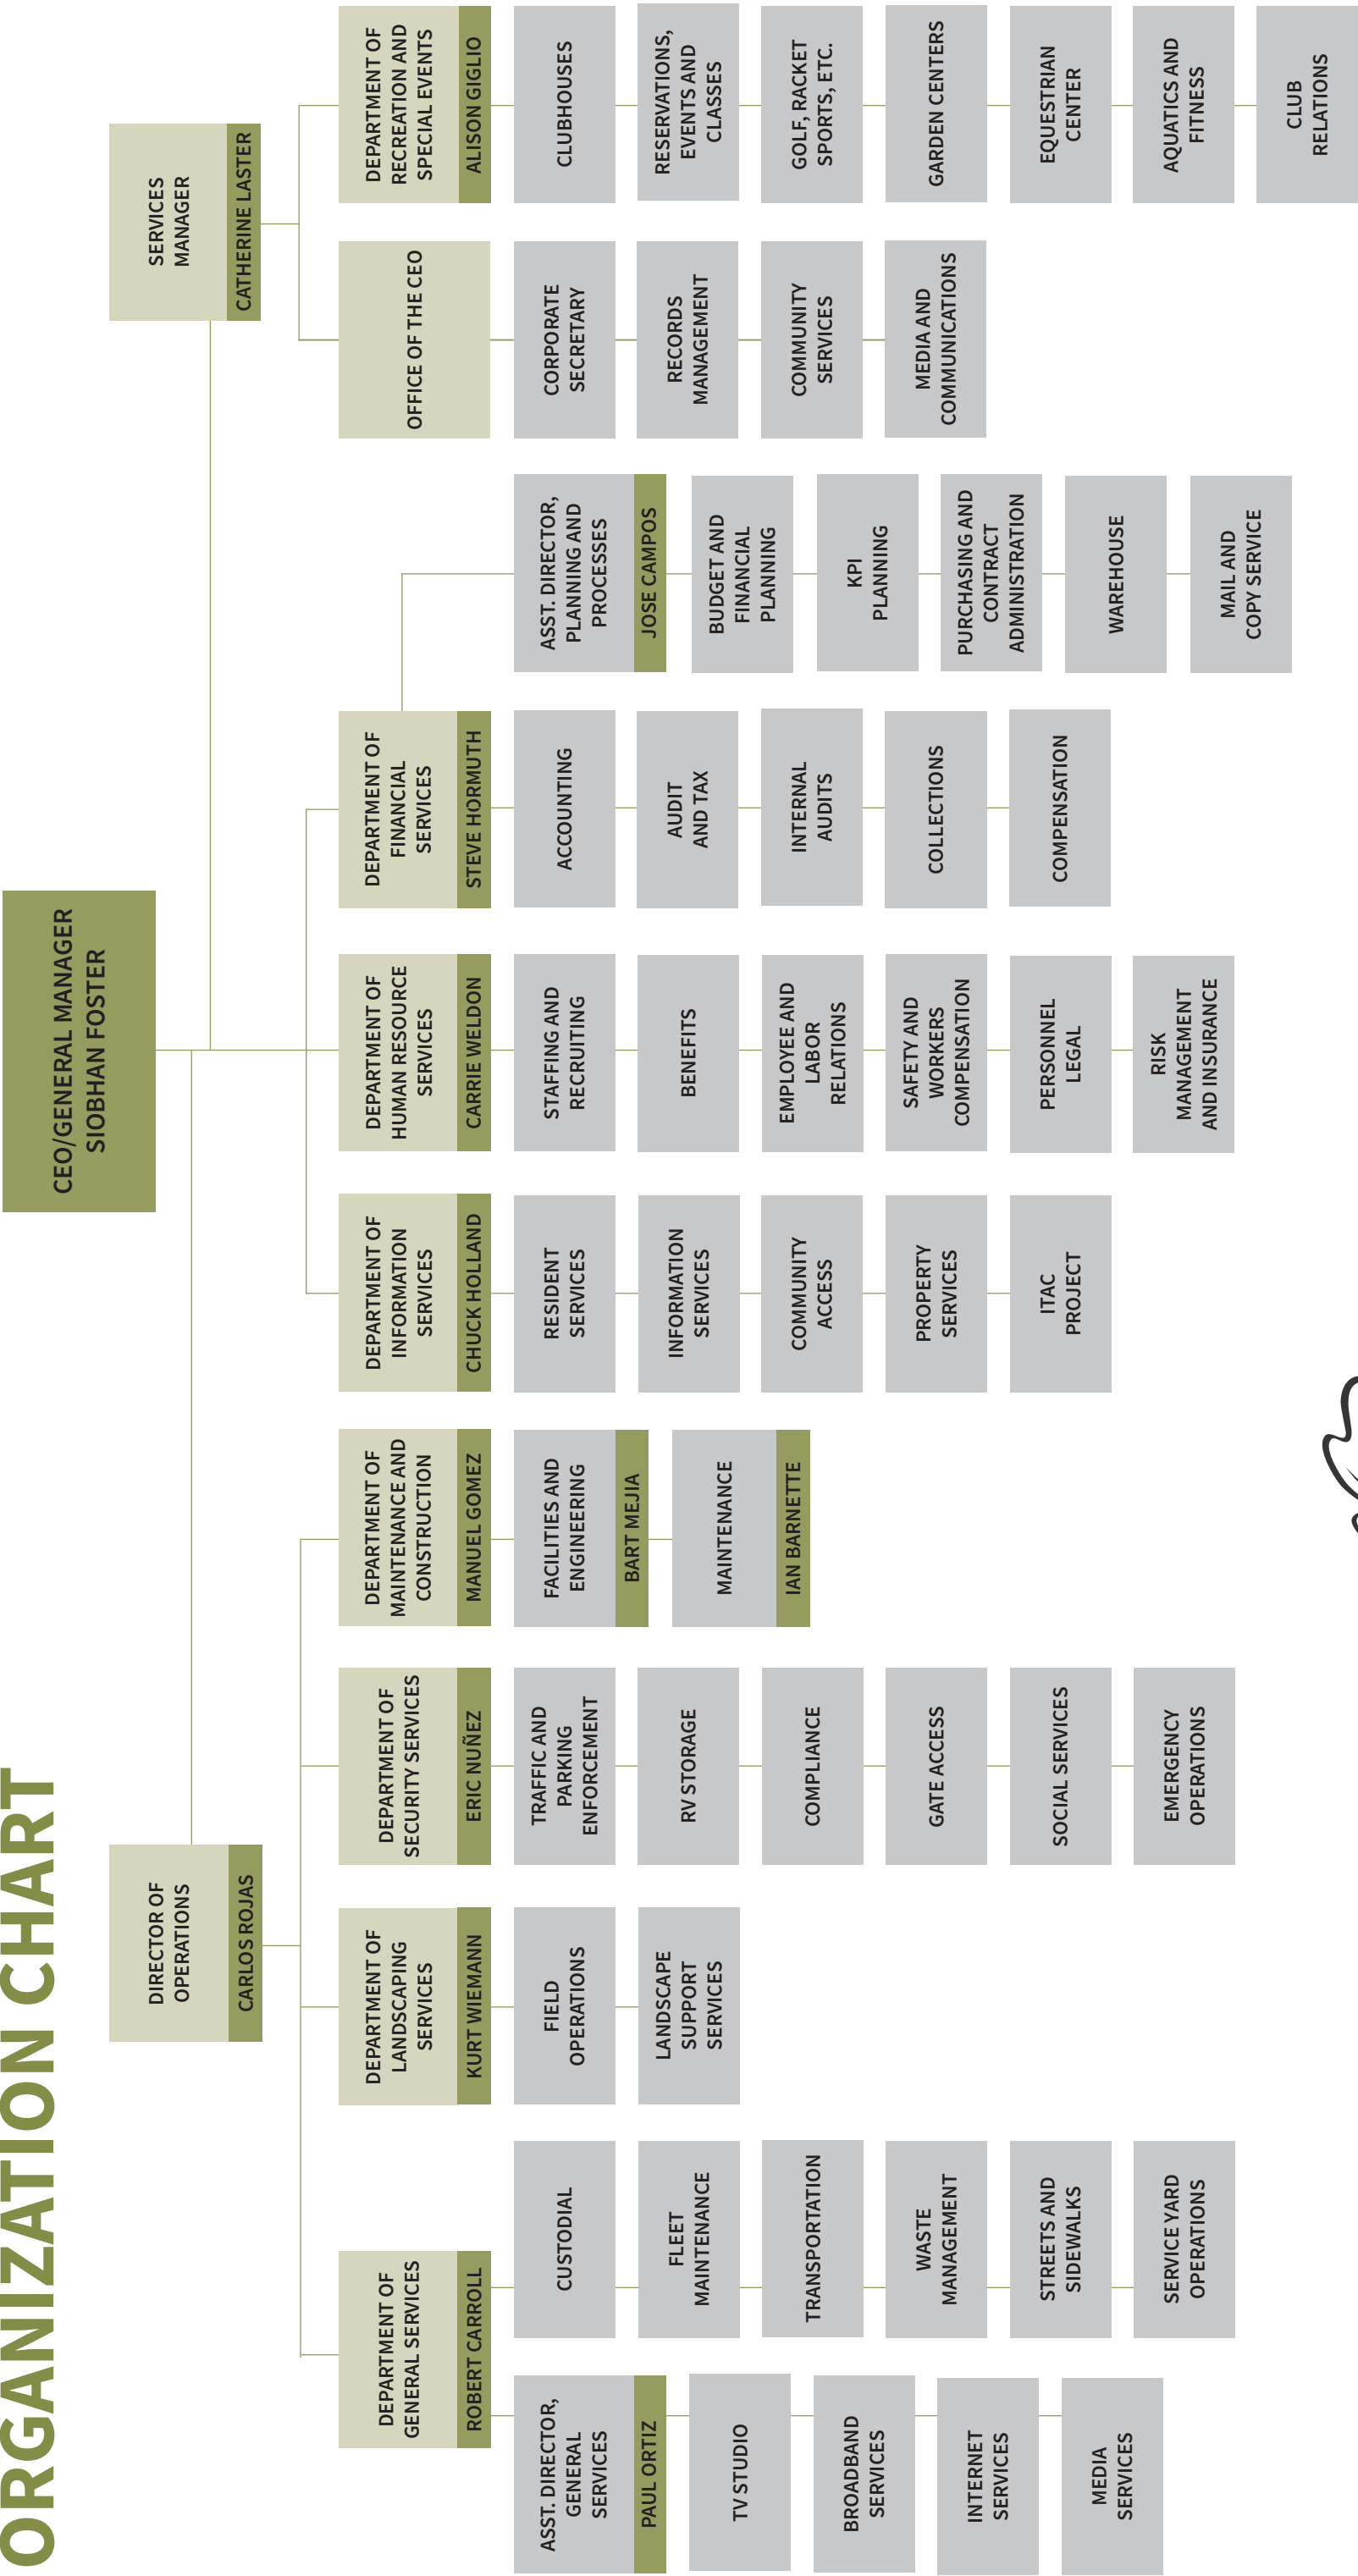 ORGANIZATION CHART
CEO/GENERAL MANAGER
SIOBHAN FOSTER
DIRECTOR OF
OPERATIONS
CARLOS ROJAS
SERVICES
MANAGER
CATHERINE LASTER
DEPARTMENT OF
GENERAL SERVICES
ROBERT CARROLL
ASST. DIRECTOR,
GENERAL
SERVICES
PAUL ORTIZ
TV STUDIO
BROADBAND
SERVICES
INTERNET
SERVICES
MEDIA
SERVICES
CUSTODIAL
FLEET
MAINTENANCE
TRANSPORTATION
WASTE
MANAGEMENT
STREETS AND
SIDEWALKS
SERVICE YARD
OPERATIONS
DEPARTMENT OF
LANDSCAPING
SERVICES
KURT WIEMANN
FIELD
OPERATIONS
LANDSCAPE
SUPPORT
SERVICES
DEPARTMENT OF
SECURITY SERVICES
ERIC NUÑEZ
TRAFFIC AND
PARKING
ENFORCEMENT
RV STORAGE
COMPLIANCE
GATE ACCESS
SOCIAL SERVICES
EMERGENCY
OPERATIONS
DEPARTMENT OF
MAINTENANCE AND
CONSTRUCTION
MANUEL GOMEZ
FACILITIES AND
ENGINEERING
BART MEJIA
MAINTENANCE
IAN BARNETTE
DEPARTMENT OF
INFORMATION
SERVICES
CHUCK HOLLAND
RESIDENT
SERVICES
INFORMATION
SERVICES
COMMUNITY
ACCESS
PROPERTY
SERVICES
ITAC
PROJECT
DEPARTMENT OF
HUMAN RESOURCE
SERVICES
CARRIE WELDON
STAFFING AND
RECRUITING
BENEFITS
EMPLOYEE AND
LABOR
RELATIONS
SAFETY AND
WORKERS
COMPENSATION
PERSONNEL
LEGAL
RISK
MANAGEMENT
AND INSURANCE
DEPARTMENT OF
FINANCIAL
SERVICES
STEVE HORMUTH
ACCOUNTING
AUDIT
AND TAX
INTERNAL
AUDITS
COLLECTIONS
COMPENSATION
ASST. DIRECTOR,
PLANNING AND
PROCESSES
JOSE CAMPOS
BUDGET AND
FINANCIAL
PLANNING
KPI
PLANNING
PURCHASING AND
CONTRACT
ADMINISTRATION
WAREHOUSE
MAIL AND
COPY SERVICE
OFFICE OF THE CEO
CORPORATE
SECRETARY
RECORDS
MANAGEMENT
COMMUNITY
SERVICES
MEDIA AND
COMMUNICATIONS
DEPARTMENT OF
RECREATION AND
SPECIAL EVENTS
ALISON GIGLIO
CLUBHOUSES
RESERVATIONS,
EVENTS AND
CLASSES
GOLF, RACKET
SPORTS, ETC.
GARDEN CENTERS
EQUESTRIAN
CENTER
AQUATICS AND
FITNESS
CLUB
RELATIONS